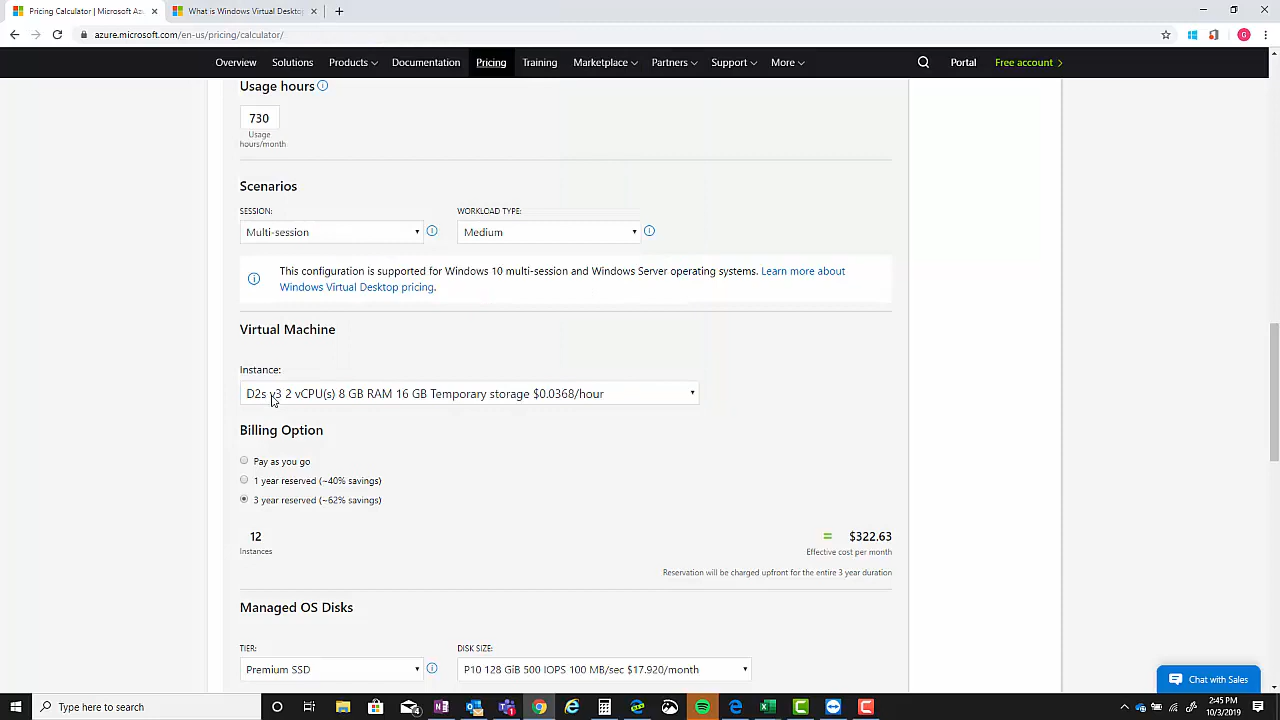 Pricing Calculator | Microsoft Az
What is Windows Virtual Desktop
azure.microsoft.com/en-us/pricing/calculator/
G
Overview Solutions Products Documentation Pricing Training Marketplace Partners Support More Portal Free account
Usage hours
730
Usage
hours/month
Scenarios
SESSION: WORKLOAD TYPE:
Multi-session Medium
This configuration is supported for Windows 10 multi-session and Windows Server operating systems. Learn more about
Windows Virtual Desktop pricing.
Virtual Machine
Instance:
D2s v3 2 vCPU(s) 8 GB RAM 16 GB Temporary storage $0.0368/hour
Billing Option
Pay as you go
1 year reserved (~40% savings)
3 year reserved (~62% savings)
12 = $322.63
Instances Effective cost per month
Reservation will be charged upfront for the entire 3 year duration
Managed OS Disks
TIER: DISK SIZE:
Premium SSD P10 128 GiB 500 IOPS 100 MB/sec $17.920/month
Chat with Sales
Type here to search
2:45 PM
10/3/2019